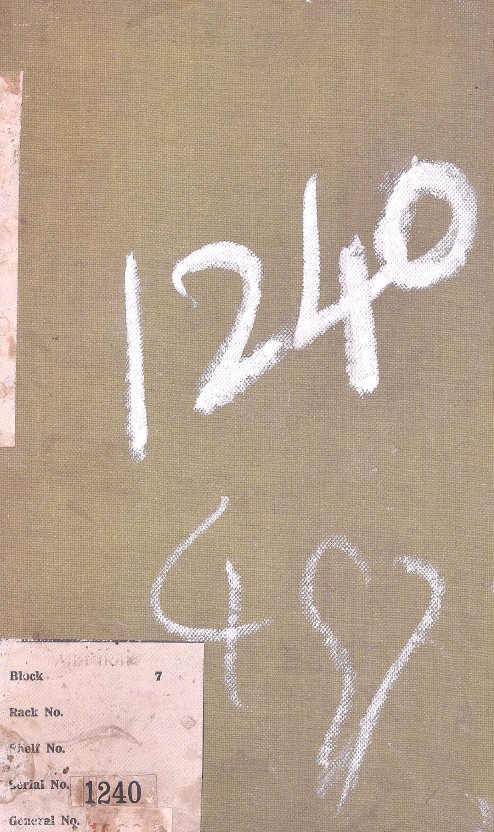 1240
48
Block 7
Rack No.
Shelf No.
Serial No. 1240
General No.